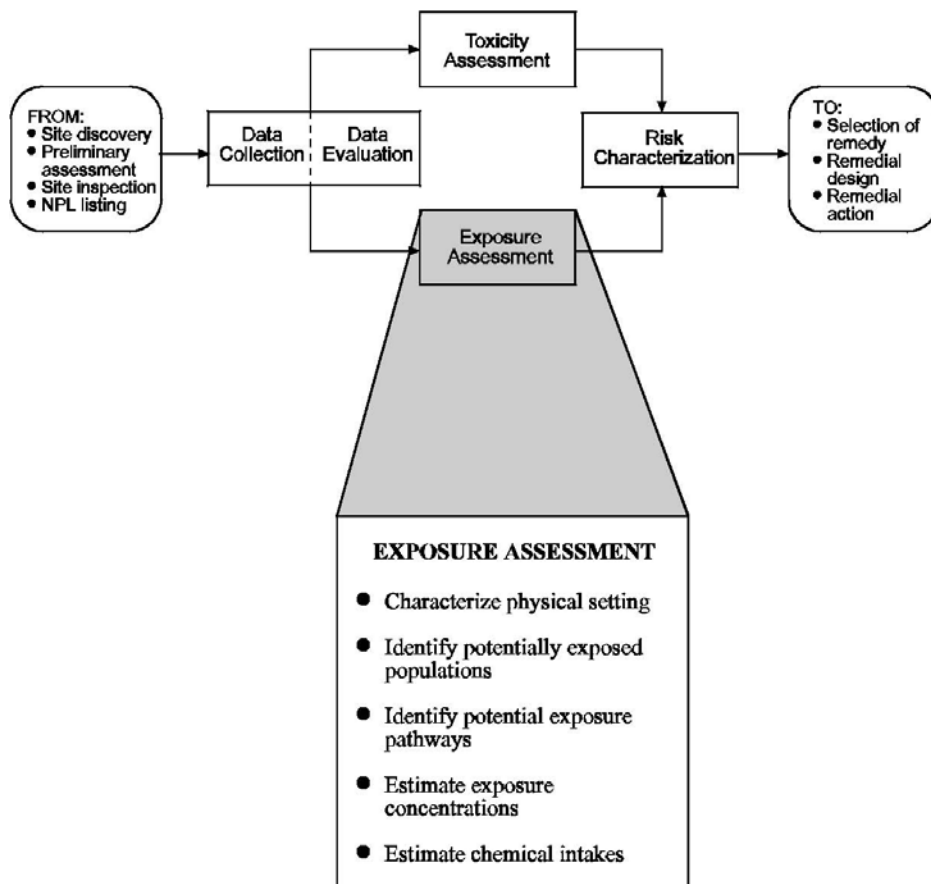 Toxicity
Assessment
FROM:
● Site discovery
● Preliminary
assessment
● Site inspection
● NPL listing
Data
Collection
Data
Evaluation
Risk
Characterization
TO:
● Selection of
remedy
● Remedial
design
● Remedial
action
Exposure
Assessment
EXPOSURE ASSESSMENT
● Characterize physical setting
● Identify potentially exposed
populations
● Identify potential exposure
pathways
● Estimate exposure
concentrations
● Estimate chemical intakes